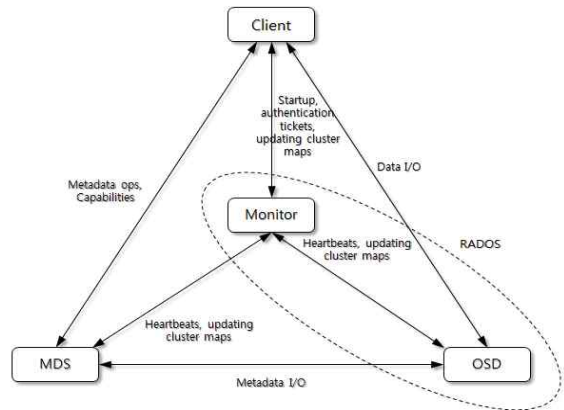 Client
Startup,
authentication
tickets,
updating cluster
maps
Data I/O
Metadata ops,
Capabilities
Monitor
RADOS
Heartbeats, updating
cluster maps
Heartbeats, updating
cluster maps
MDS
OSD
Metadata I/O